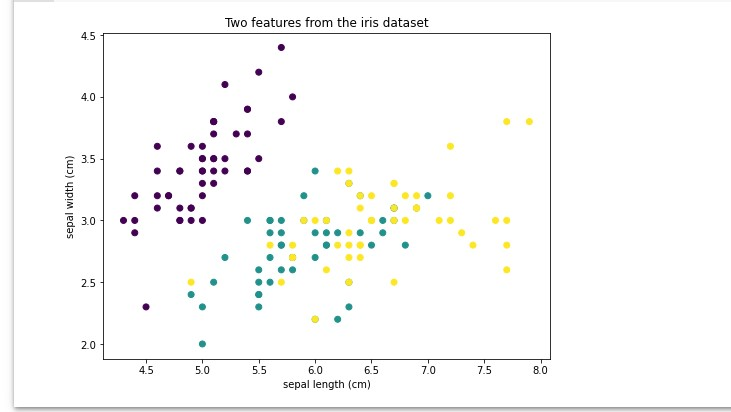 Two features from the iris dataset
4.5
4.0
3.5
3.0
2.5
2.0
sepal width (cm)
4.5 5.0 5.5 6.0 6.5 7.0 7.5 8.0
sepal length (cm)